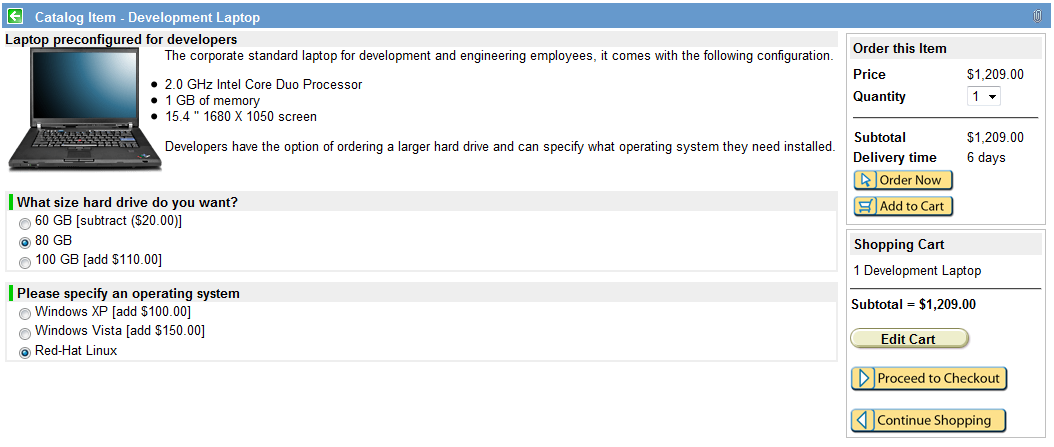 Catalog Item - Development Laptop
Laptop preconfigured for developers
The corporate standard laptop for development and engineering employees, it comes with the following configuration.
• 2.0 GHz Intel Core Duo Processor
• 1 GB of memory
• 15.4 " 1680 X 1050 screen
Developers have the option of ordering a larger hard drive and can specify what operating system they need installed.
What size hard drive do you want?
60 GB [subtract ($20.00)]
80 GB
100 GB [add $110.00]
Please specify an operating system
Windows XP [add $100.00]
Windows Vista [add $150.00]
Red-Hat Linux
Order this Item
Price $1,209.00
Quantity 1
Subtotal $1,209.00
Delivery time 6 days
Order Now
Add to Cart
Shopping Cart
1 Development Laptop
Subtotal = $1,209.00
Edit Cart
Proceed to Checkout
Continue Shopping